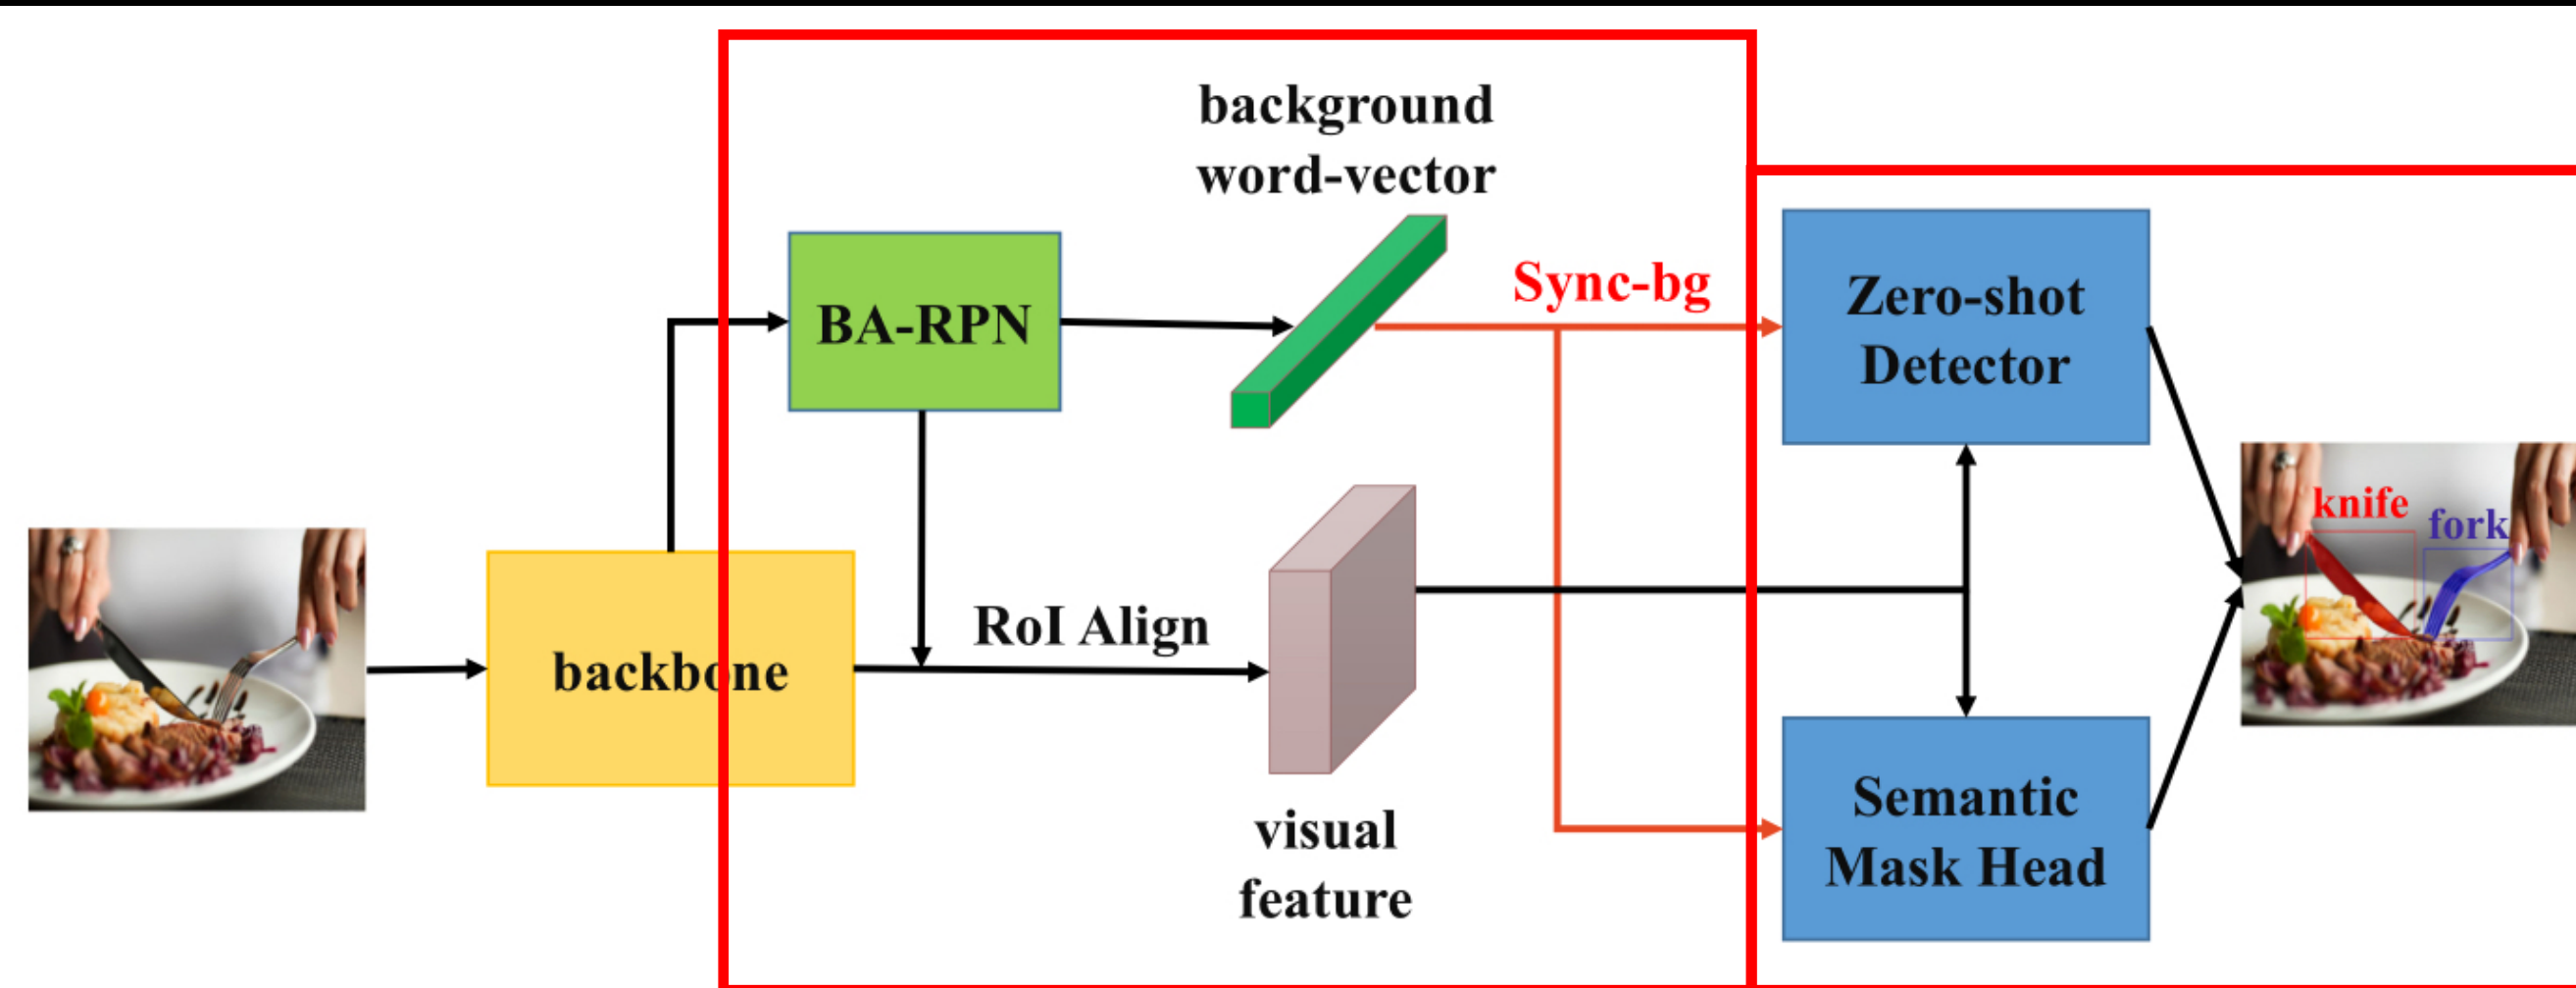 background
word-vector
Sync-bg
BA-RPN
Zero-shot
Detector
backbone
RoI Align
visual
feature
Semantic
Mask Head
knife
fork